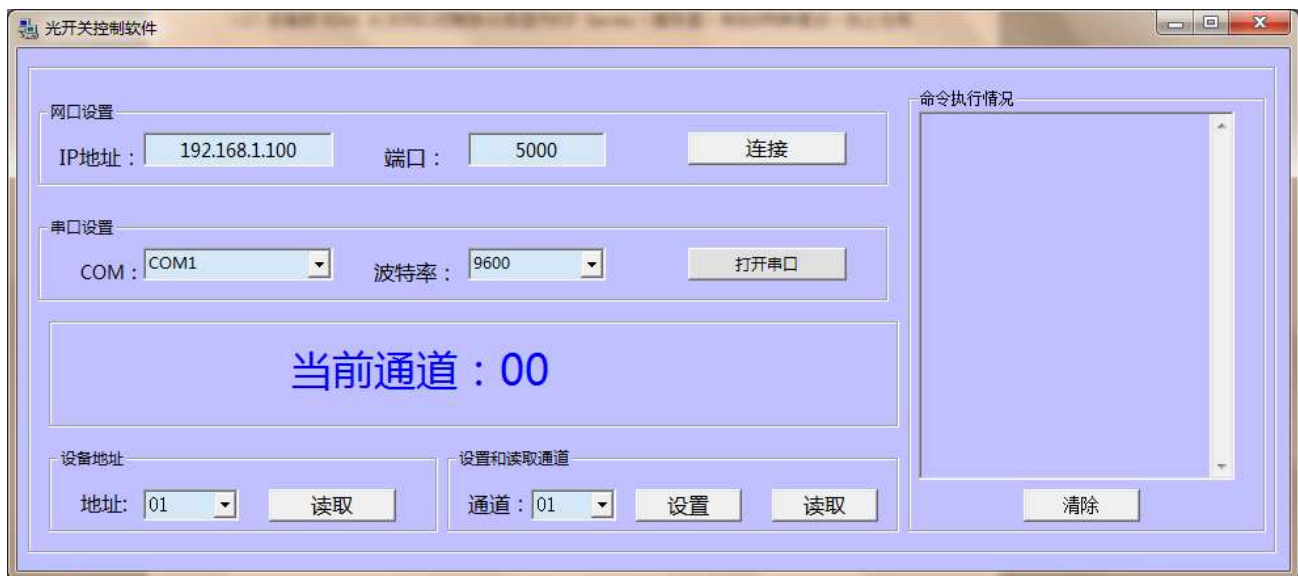 光开关控制软件
网口设置
IP地址： 192.168.1.100 端口： 5000 连接
串口设置
COM： COM1 波特率： 9600 打开串口
当前通道：00
设备地址
地址: 01 读取
设置和读取通道
通道：01 设置 读取
命令执行情况
清除